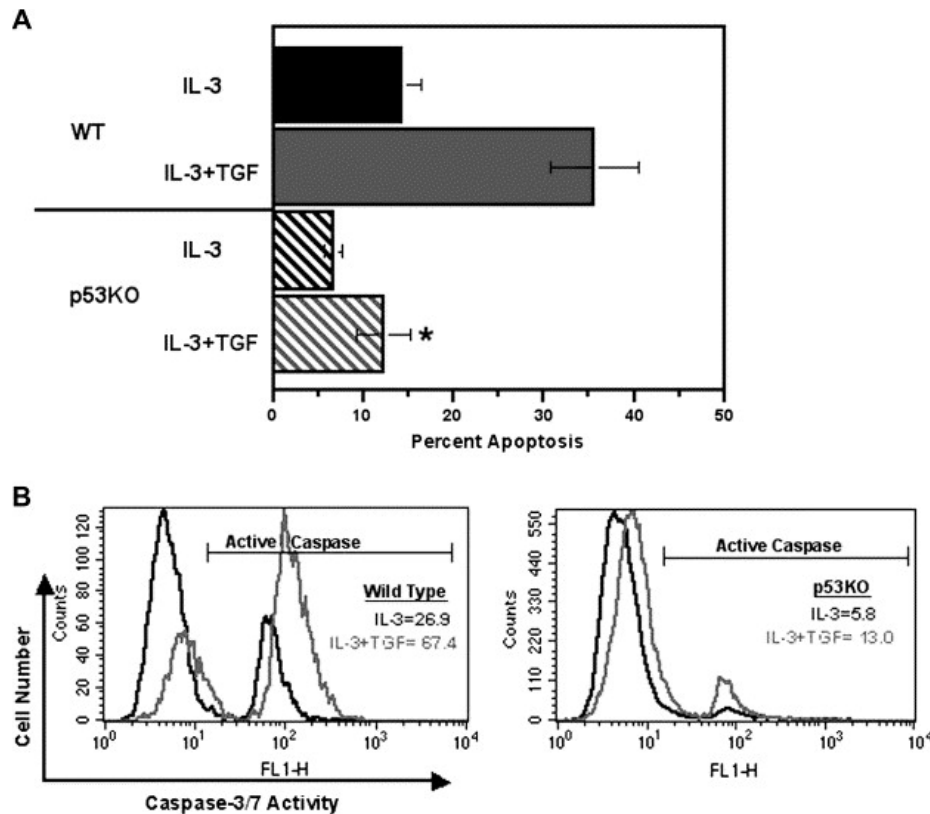 A
IL-3
WT
IL-3+TGF
IL-3
p53KO
IL-3+TGF
*
0 10 20 30 40 50
Percent Apoptosis
B
120
100
80
60
40
20
0
Counts
Active Caspase
Wild Type
IL-3=26.9
IL-3+TGF= 67.4
10^0 10^1 10^2 10^3 10^4
FL1-H
550
440
330
220
110
0
Counts
Active Caspase
p53KO
IL-3=5.8
IL-3+TGF= 13.0
10^0 10^1 10^2 10^3 10^4
FL1-H
Cell Number
Caspase-3/7 Activity